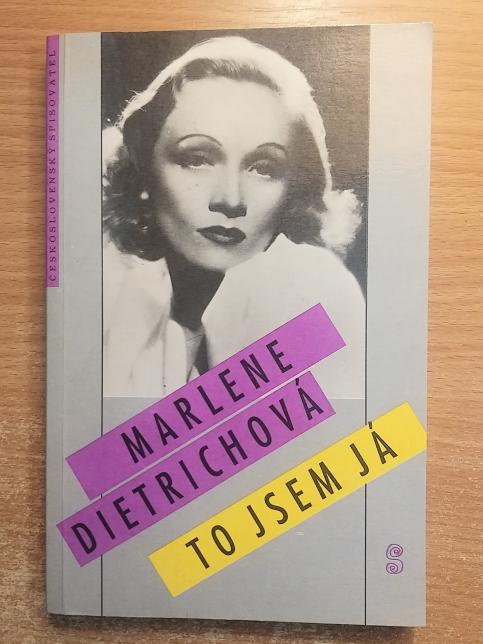 ČESKOSLOVENSKÝ SPISOVATEL
MARLENE
DIETRICHOVÁ
TO JSEM JÁ
S